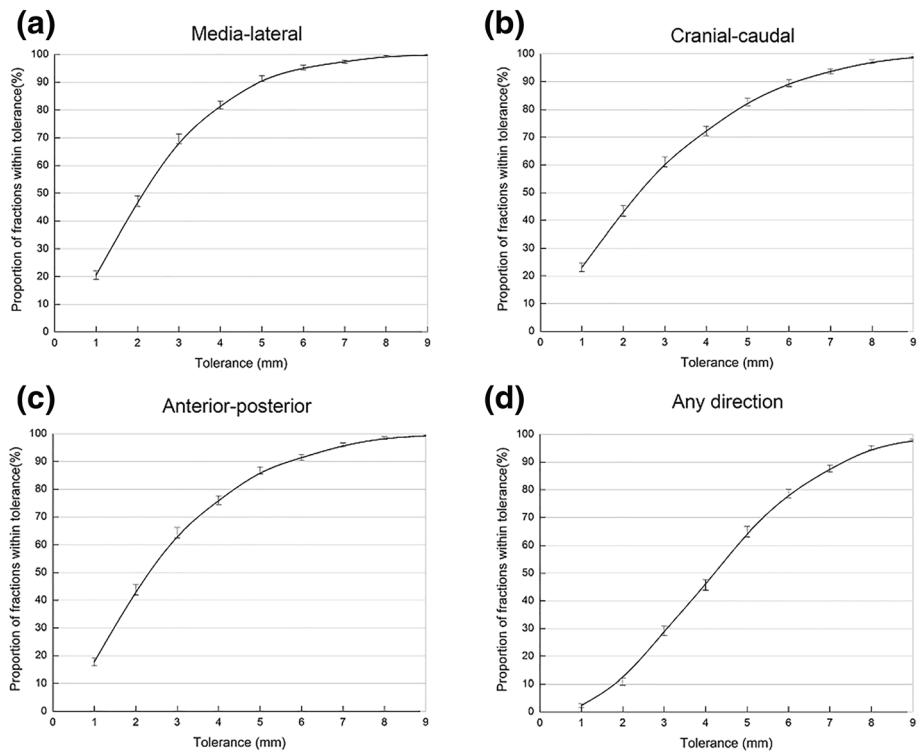 (a)
Media-lateral
Proportion of fractions within tolerance(%)
100
90
80
70
60
50
40
30
20
10
0
0 1 2 3 4 5 6 7 8 9
Tolerance (mm)
(b)
Cranial-caudal
Proportion of fractions within tolerance(%)
100
90
80
70
60
50
40
30
20
10
0
0 1 2 3 4 5 6 7 8 9
Tolerance (mm)
(c)
Anterior-posterior
Proportion of fractions within tolerance(%)
100
90
80
70
60
50
40
30
20
10
0
0 1 2 3 4 5 6 7 8 9
Tolerance (mm)
(d)
Any direction
Proportion of fractions within tolerance(%)
100
90
80
70
60
50
40
30
20
10
0
0 1 2 3 4 5 6 7 8 9
Tolerance (mm)